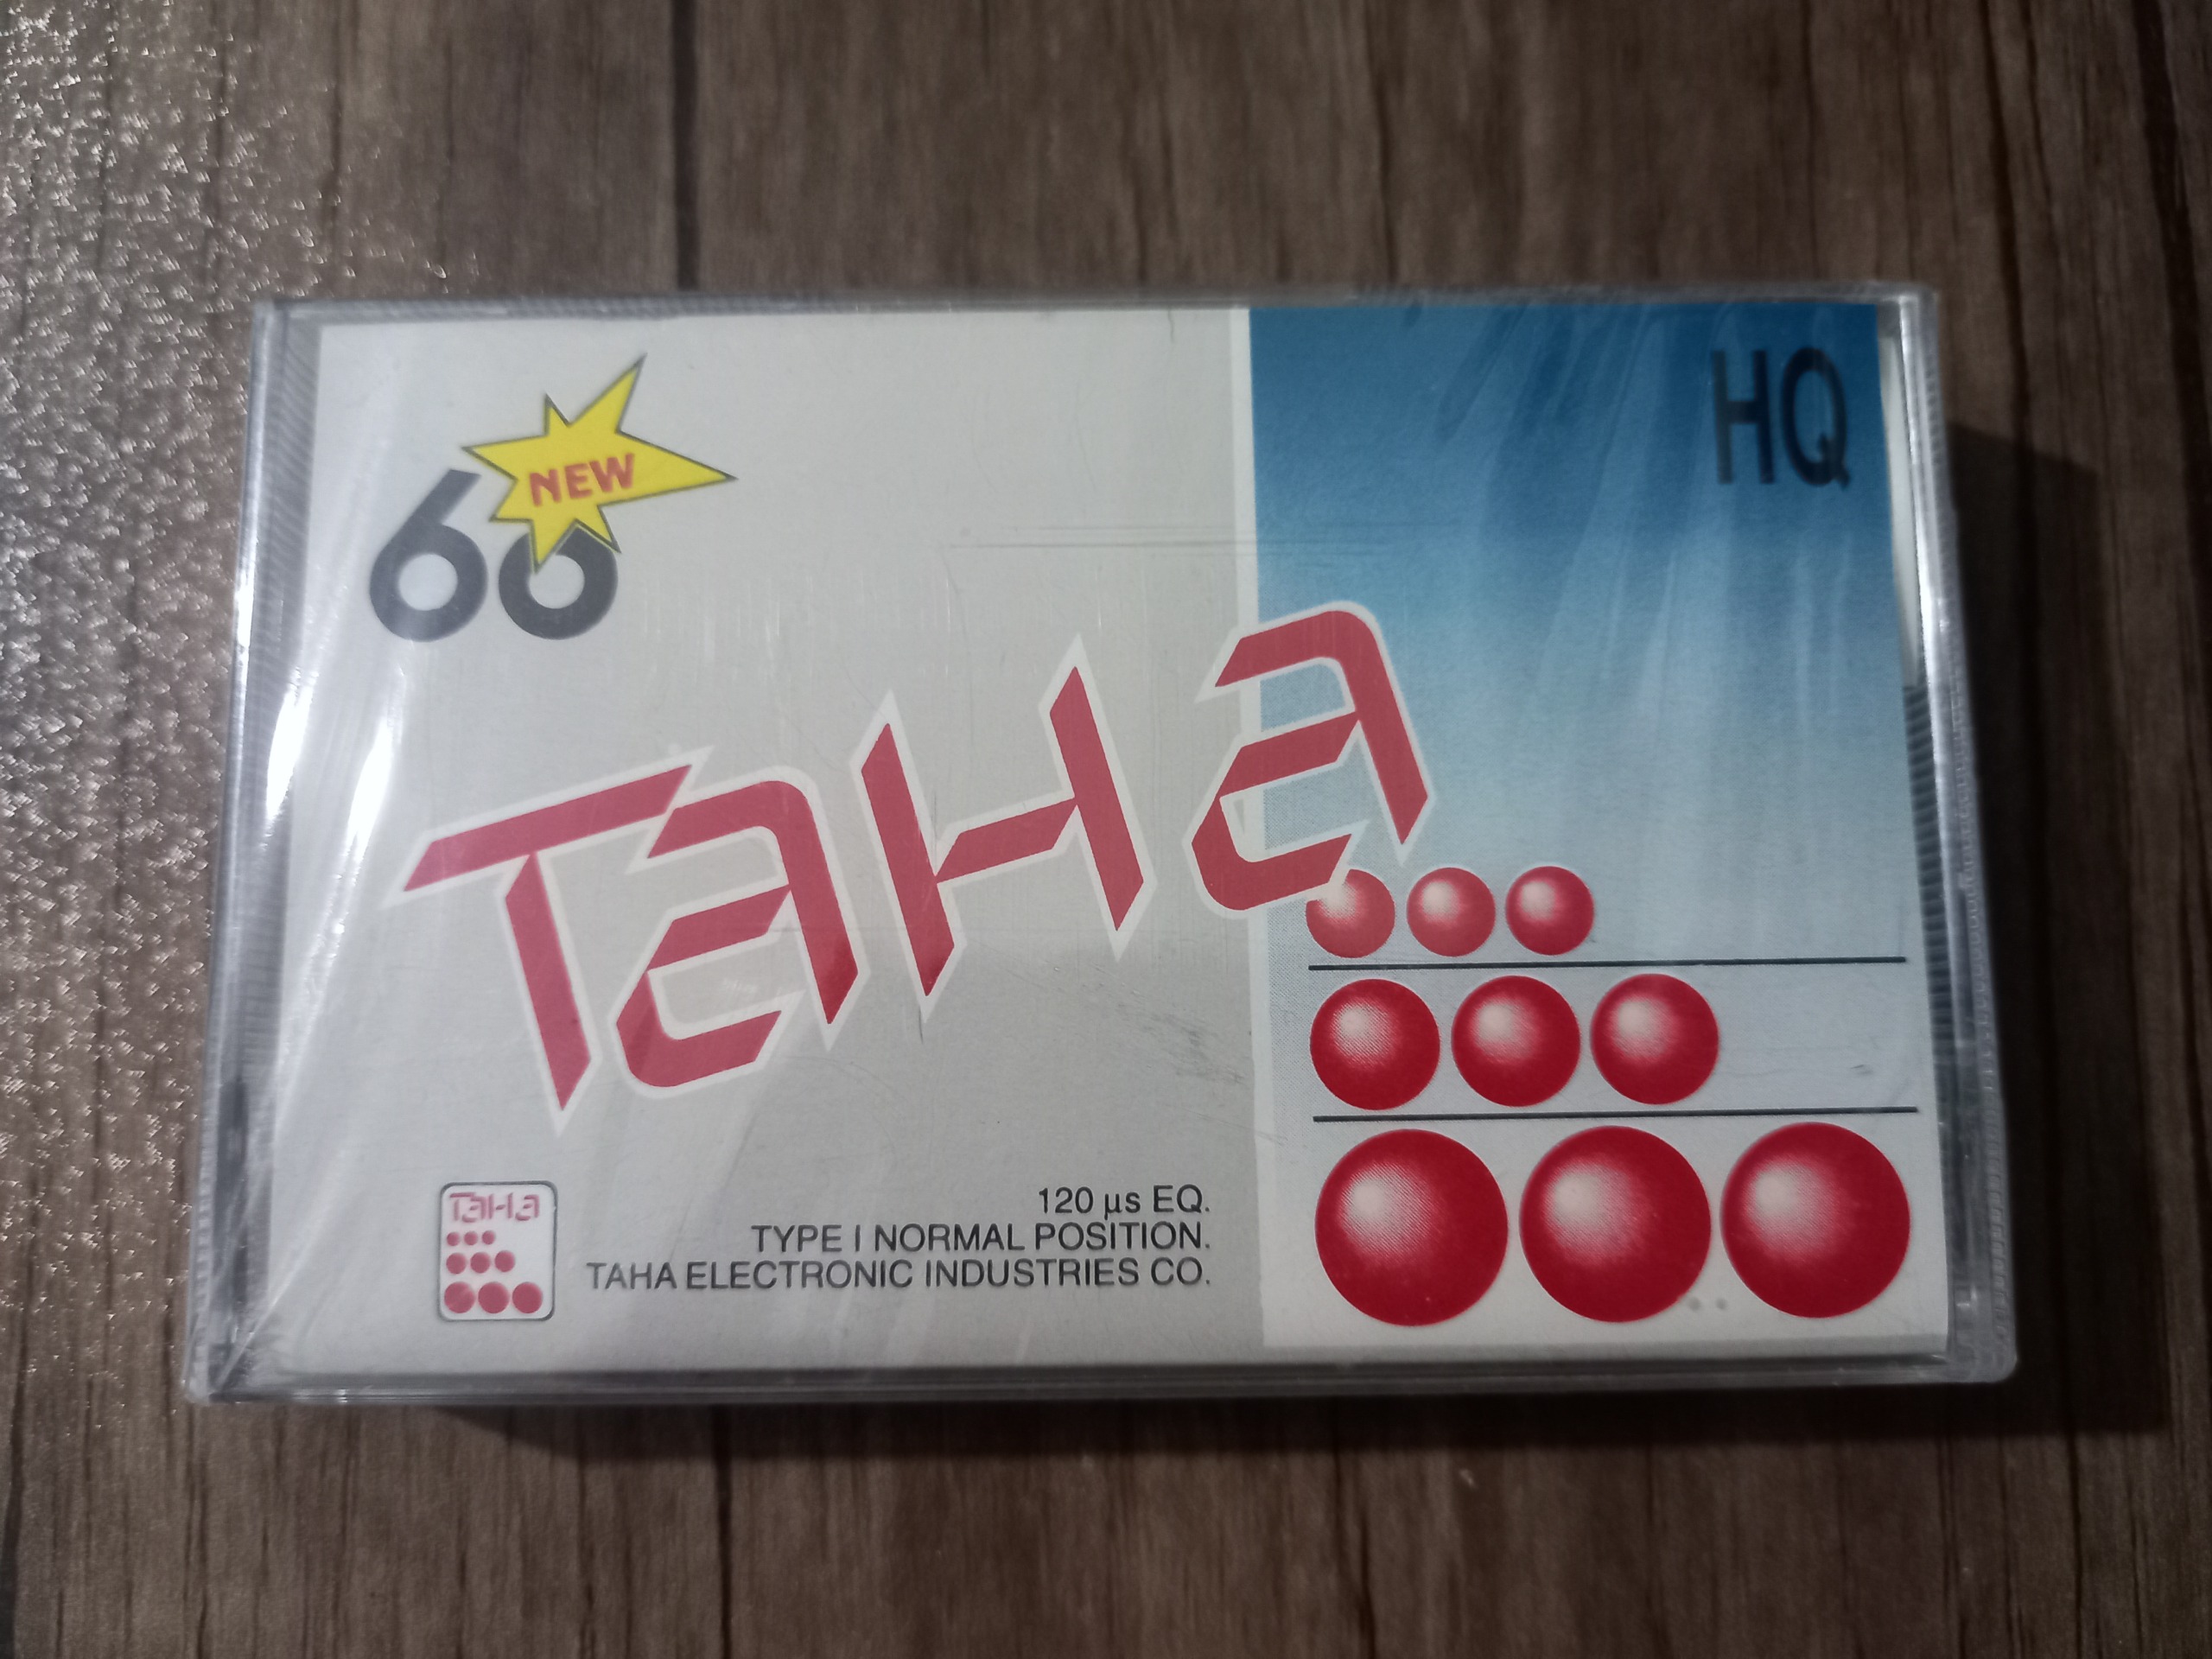 60
NEW
HQ
TAHA
TAHA
120 µs EQ.
TYPE I NORMAL POSITION.
TAHA ELECTRONIC INDUSTRIES CO.